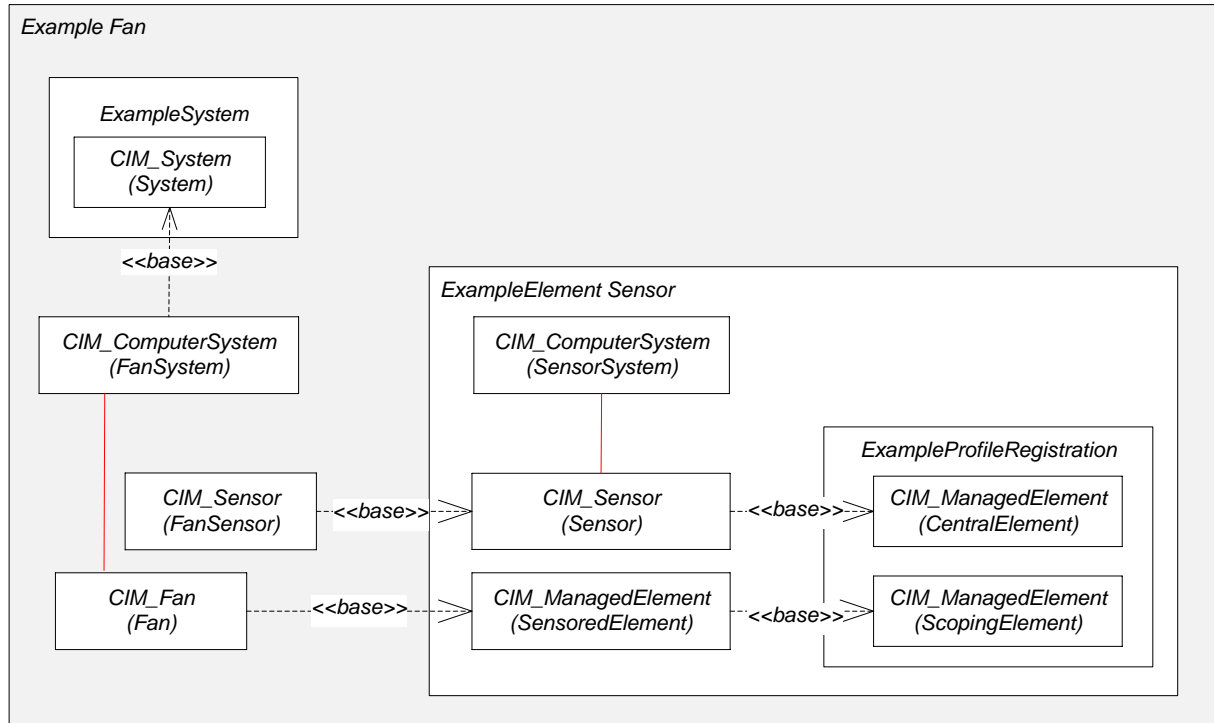 Example Fan
ExampleSystem
CIM_System
(System)
<<base>>
ExampleElement Sensor
CIM_ComputerSystem
(FanSystem)
CIM_ComputerSystem
(SensorSystem)
ExampleProfileRegistration
CIM_Sensor
(FanSensor)
<<base>>
CIM_Sensor
(Sensor)
<<base>>
CIM_ManagedElement
(CentralElement)
CIM_Fan
(Fan)
<<base>>
CIM_ManagedElement
(SensoredElement)
<<base>>
CIM_ManagedElement
(ScopingElement)